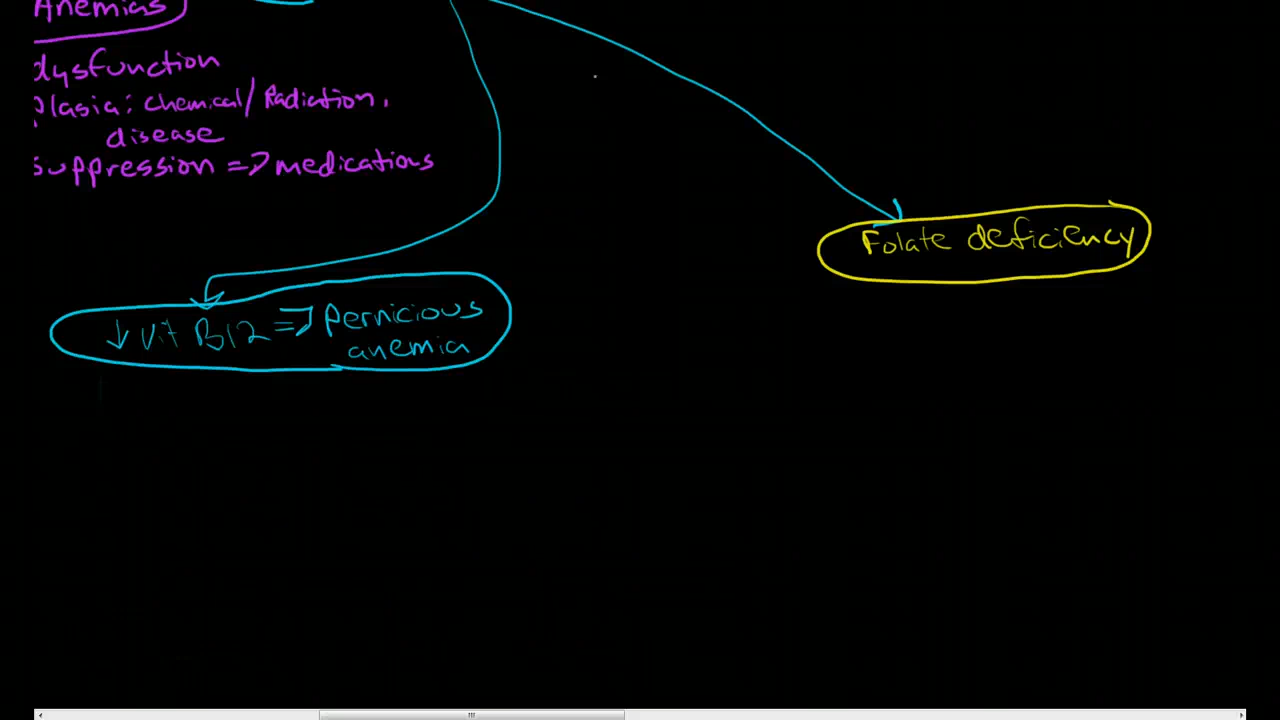 Anemias
dysfunction
plasia: chemical/Radiation,
disease
suppression => medications
Folate deficiency
↓ Vit B12 => pernicious
anemia